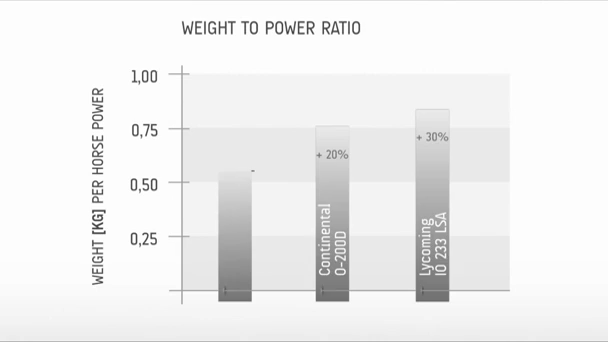 WEIGHT TO POWER RATIO
WEIGHT [KG] PER HORSE POWER
1,00
0,75
0,50
0,25
+ 20%
+ 30%
Continental
O-200D
Lycoming
IO 233 LSA